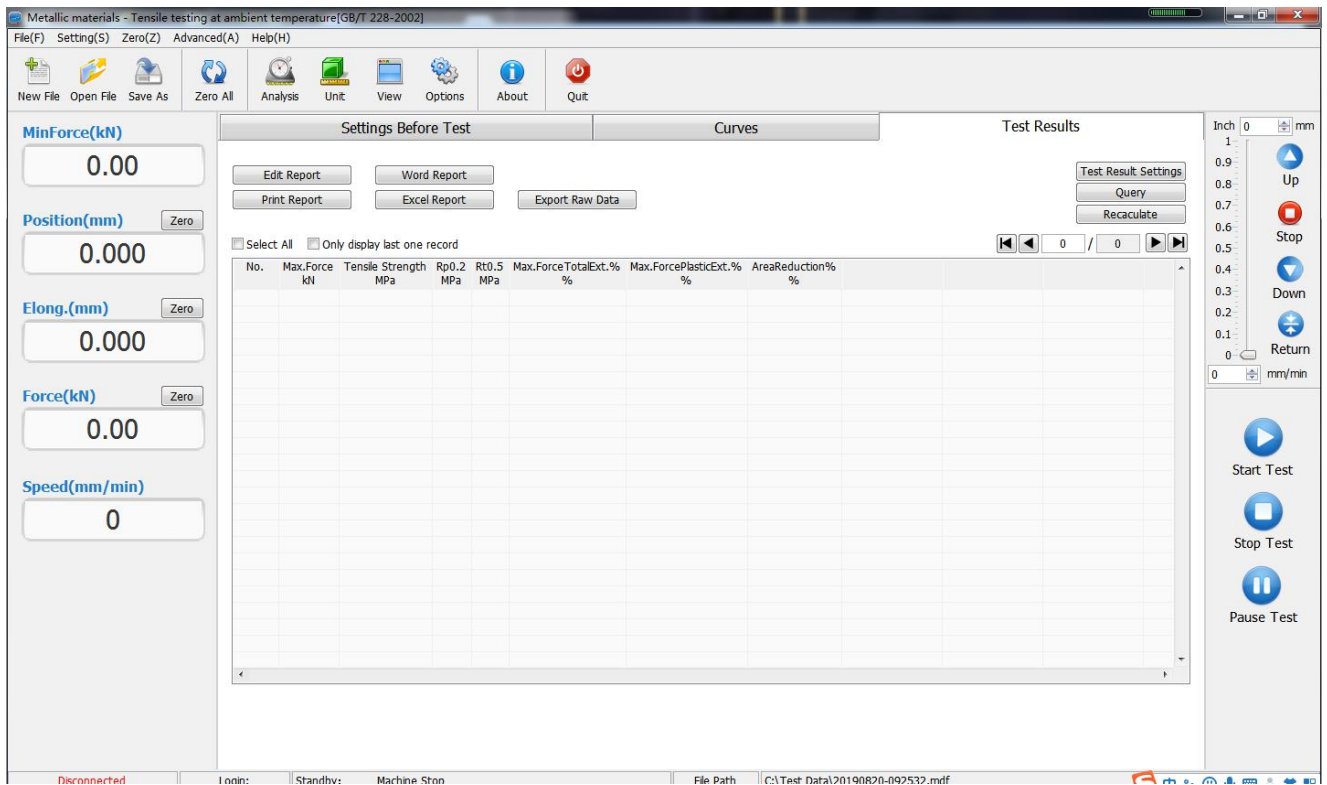 Metallic materials - Tensile testing at ambient temperature[GB/T 228-2002]
File(F) Setting(S) Zero(Z) Advanced(A) Help(H)
New File Open File Save As Zero All Analysis Unit View Options About Quit
MinForce(kN)
0.00
Position(mm) Zero
0.000
Elong.(mm) Zero
0.000
Force(kN) Zero
0.00
Speed(mm/min)
0
Settings Before Test Curves Test Results
Edit Report Word Report Test Result Settings
Query
Print Report Excel Report Export Raw Data
Recaculate
Select All Only display last one record 0 / 0
No. Max.Force Tensile Strength Rp0.2 Rt0.5 Max.ForceTotalExt.% Max.ForcePlasticExt.% AreaReduction%
kN MPa MPa MPa % % %
Inch 0 mm
1
0.9
0.8
0.7
0.6
0.5
0.4
0.3
0.2
0.1
0
Up
Stop
Down
Return
0 mm/min
Start Test
Stop Test
Pause Test
Disconnected Login: Standby: Machine Stop File Path C:\Test Data\20190820-092532.mdf
中